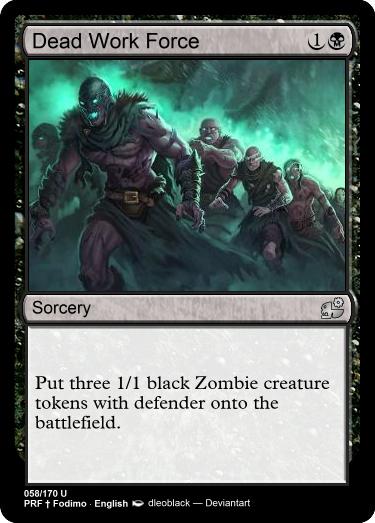 Dead Work Force 1
Sorcery
Put three 1/1 black Zombie creature
tokens with defender onto the
battlefield.
058/170 U
PRF † Fodimo · English dleoblack — Deviantart